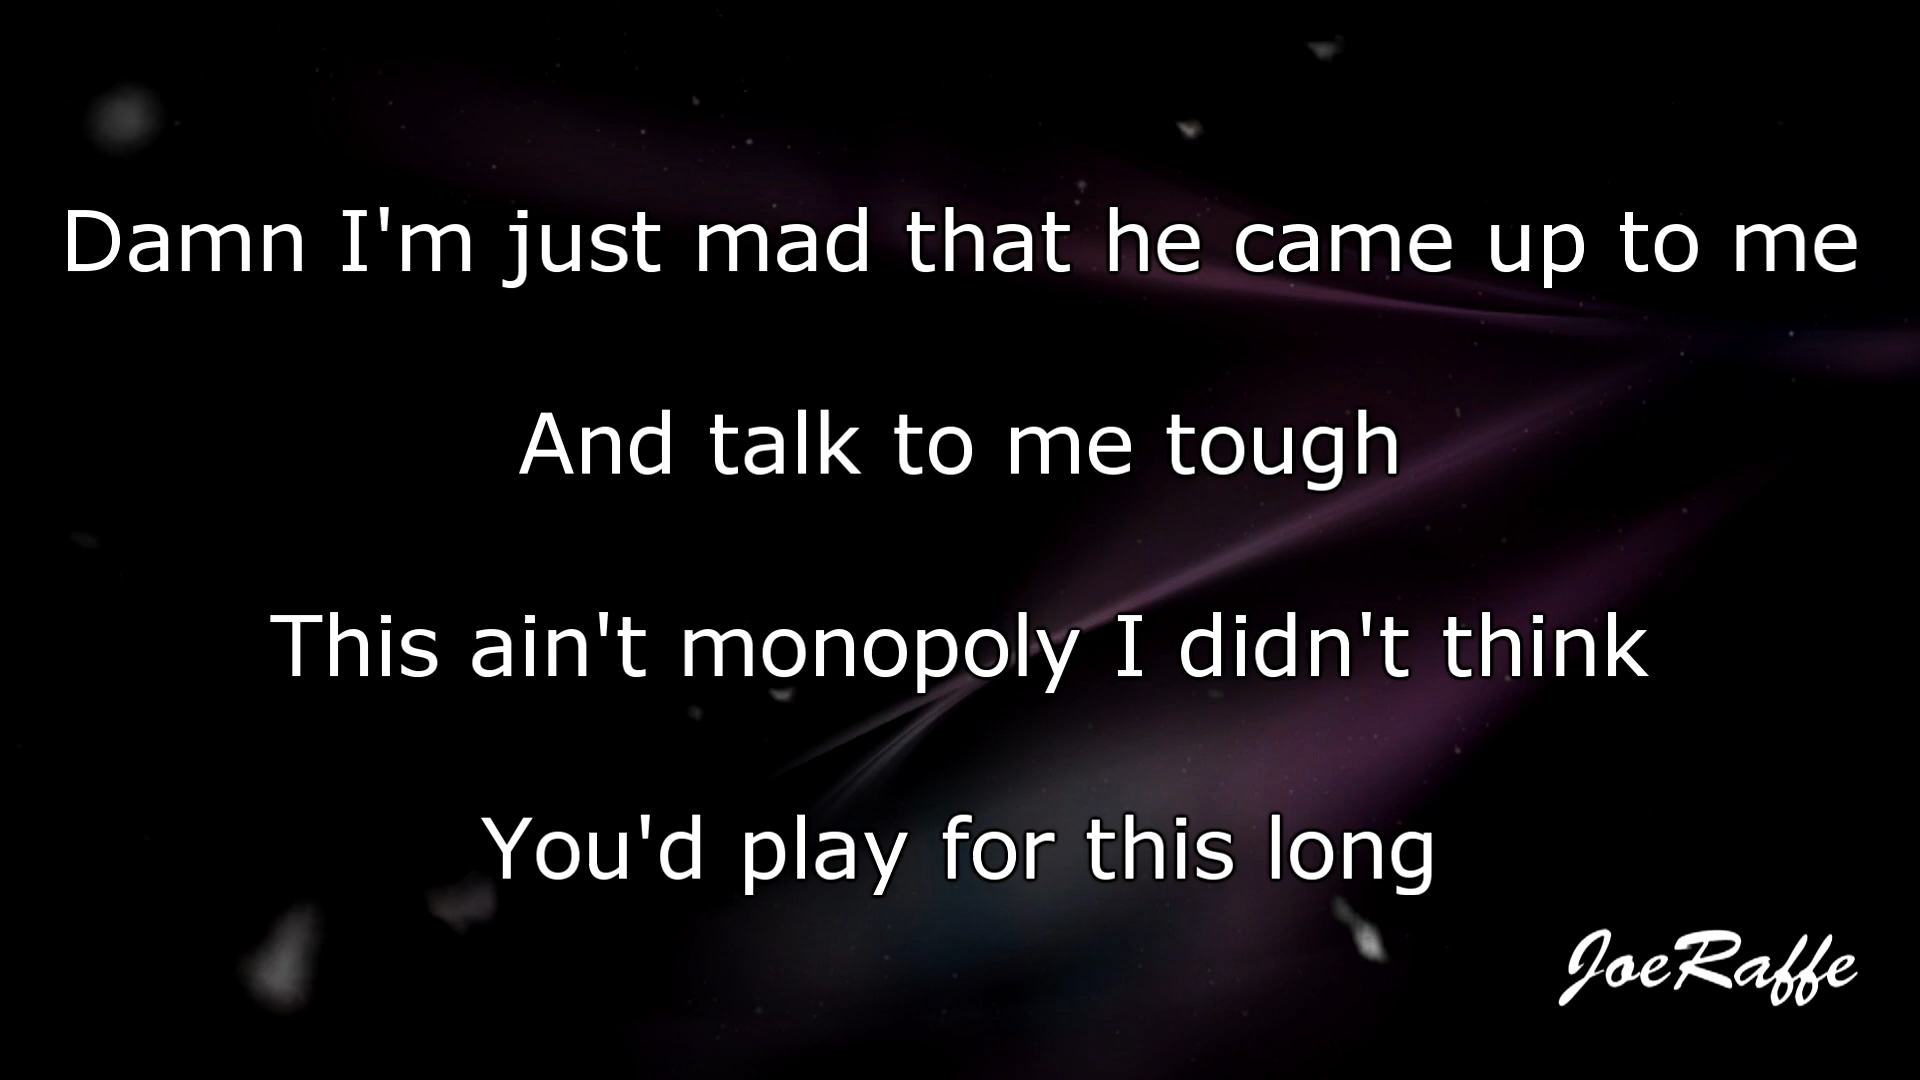 Damn I'm just mad that he came up to me
And talk to me tough
This ain't monopoly I didn't think
You'd play for this long
JoeRaffe